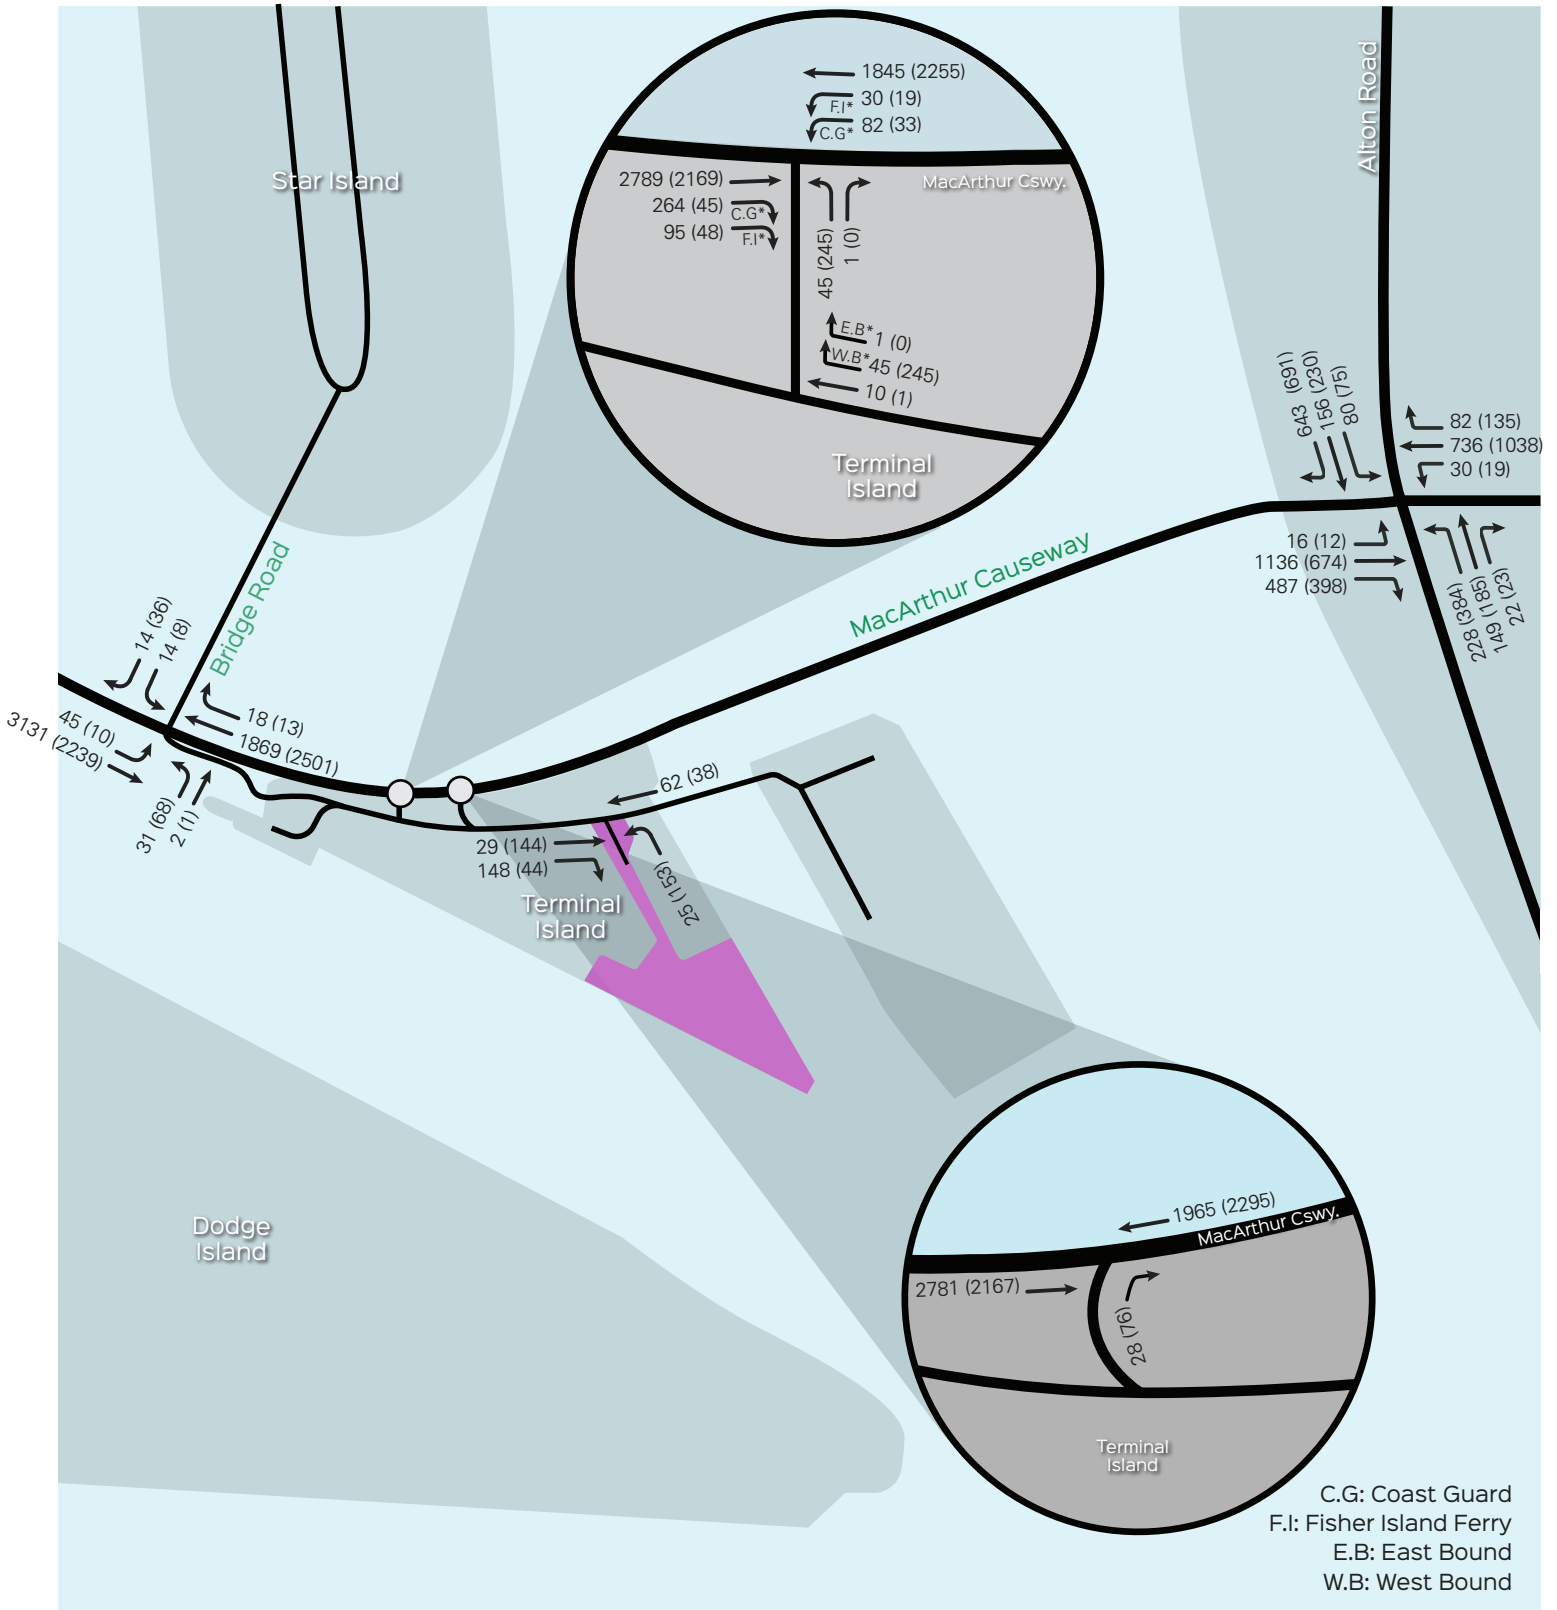 1845 (2255)
30 (19)
F.I*
82 (33)
C.G*
MacArthur Cswy.
2789 (2169)
264 (45)
C.G*
95 (48)
F.I*
45 (245)
1 (0)
E.B* 1 (0)
W.B* 45 (245)
10 (1)
Terminal
Island
Star Island
Alton Road
643 (691)
156 (230)
80 (75)
82 (135)
736 (1038)
30 (19)
16 (12)
1136 (674)
487 (398)
228 (384)
149 (185)
22 (23)
MacArthur Causeway
Bridge Road
14 (36)
14 (8)
45 (10)
3131 (2239)
18 (13)
1869 (2501)
31 (68)
2 (1)
62 (38)
29 (144)
148 (44)
25 (153)
Terminal
Island
Dodge
Island
1965 (2295)
MacArthur Cswy.
2781 (2167)
28 (76)
Terminal
Island
C.G: Coast Guard
F.I: Fisher Island Ferry
E.B: East Bound
W.B: West Bound